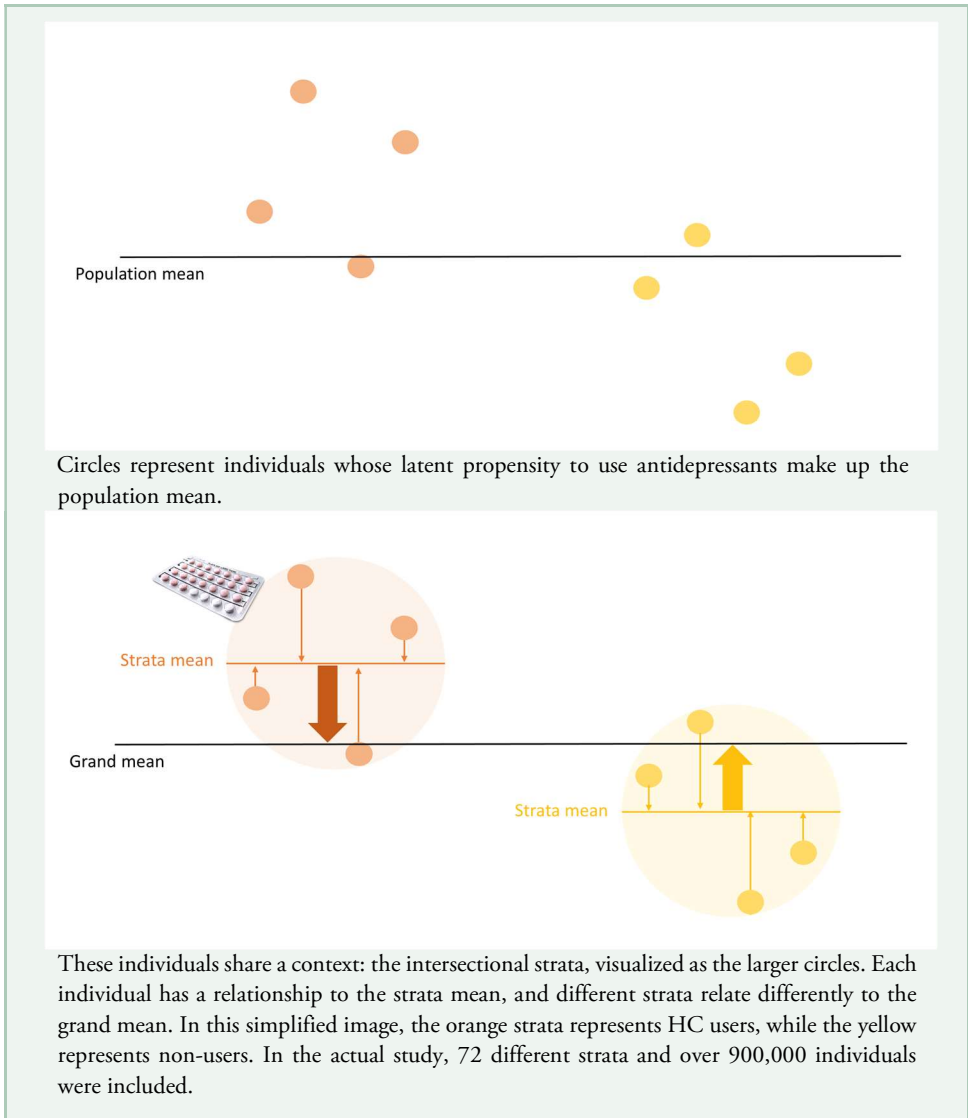 Population mean
Circles represent individuals whose latent propensity to use antidepressants make up the
population mean.
Strata mean
Grand mean
Strata mean
These individuals share a context: the intersectional strata, visualized as the larger circles. Each
individual has a relationship to the strata mean, and different strata relate differently to the
grand mean. In this simplified image, the orange strata represents HC users, while the yellow
represents non-users. In the actual study, 72 different strata and over 900,000 individuals
were included.